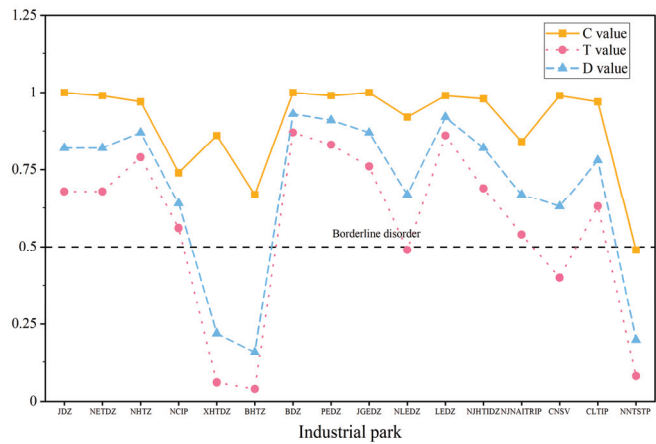 1.25
C value
T value
D value
1
0.75
Borderline disorder
0.5
0.25
0
JDZ NETDZ NHTZ NCIP XHTDZ BHTZ BDZ PEDZ JGEDZ NLEDZ LEDZ NJHTIDZ NJNAITRIP CNSV CLTIP NNTSTP
Industrial park